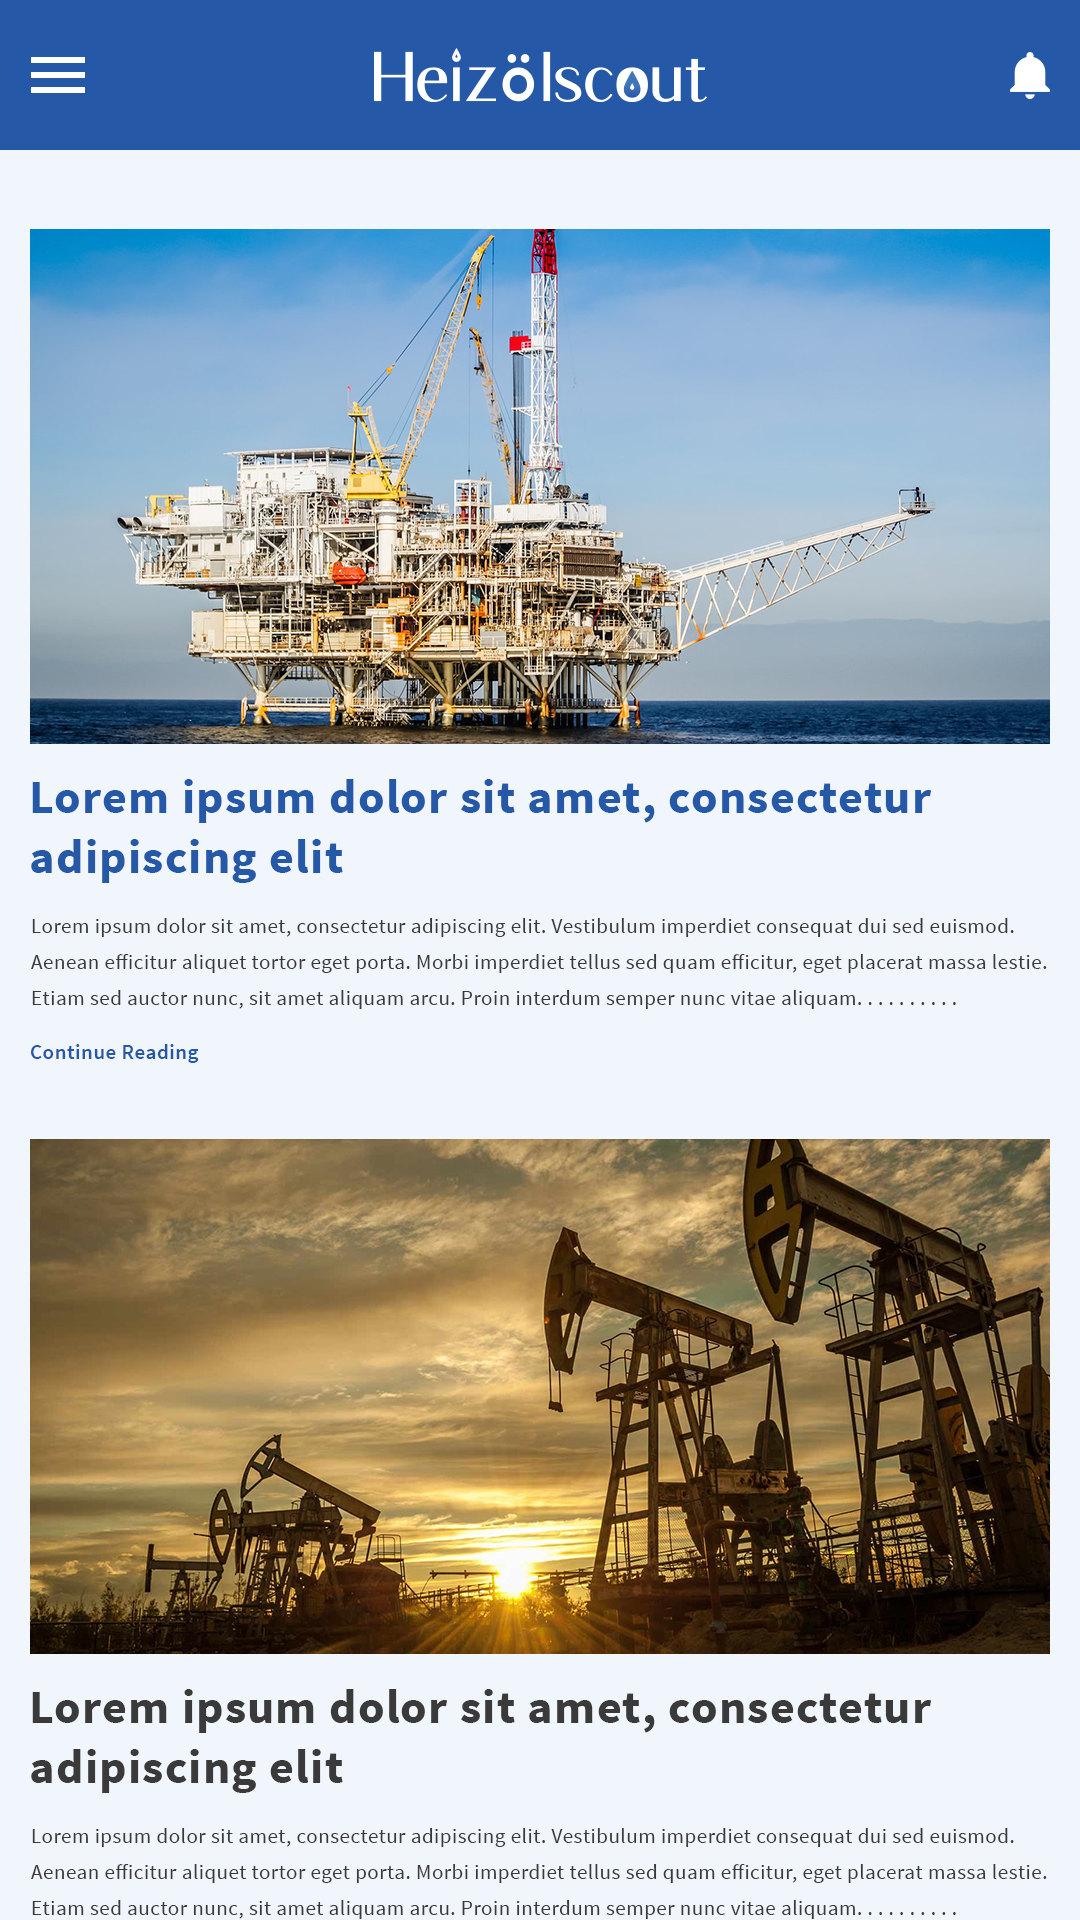 Heizölscout
Lorem ipsum dolor sit amet, consectetur
adipiscing elit
Lorem ipsum dolor sit amet, consectetur adipiscing elit. Vestibulum imperdiet consequat dui sed euismod.
Aenean efficitur aliquet tortor eget porta. Morbi imperdiet tellus sed quam efficitur, eget placerat massa lestie.
Etiam sed auctor nunc, sit amet aliquam arcu. Proin interdum semper nunc vitae aliquam. . . . . . . . . .
Continue Reading
Lorem ipsum dolor sit amet, consectetur
adipiscing elit
Lorem ipsum dolor sit amet, consectetur adipiscing elit. Vestibulum imperdiet consequat dui sed euismod.
Aenean efficitur aliquet tortor eget porta. Morbi imperdiet tellus sed quam efficitur, eget placerat massa lestie.
Etiam sed auctor nunc, sit amet aliquam arcu. Proin interdum semper nunc vitae aliquam. . . . . . . . . .